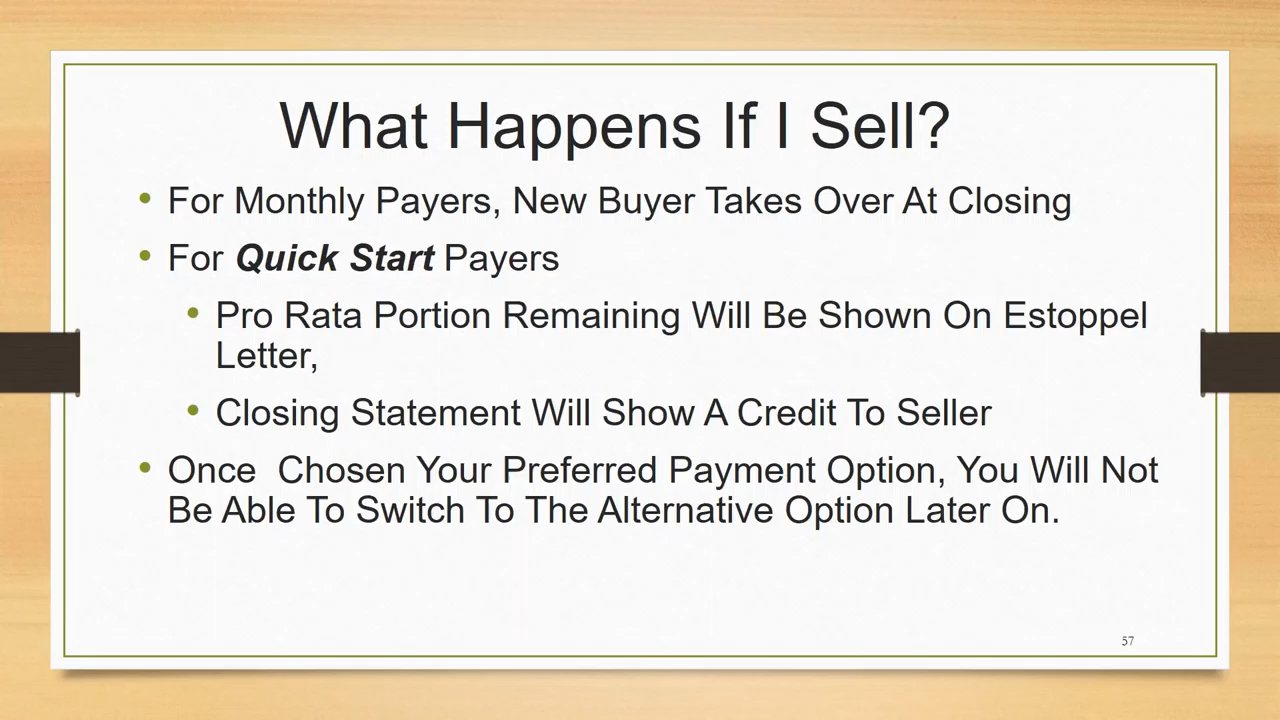 What Happens If I Sell?
• For Monthly Payers, New Buyer Takes Over At Closing
• For Quick Start Payers
• Pro Rata Portion Remaining Will Be Shown On Estoppel
Letter,
• Closing Statement Will Show A Credit To Seller
• Once  Chosen Your Preferred Payment Option, You Will Not
Be Able To Switch To The Alternative Option Later On.
57